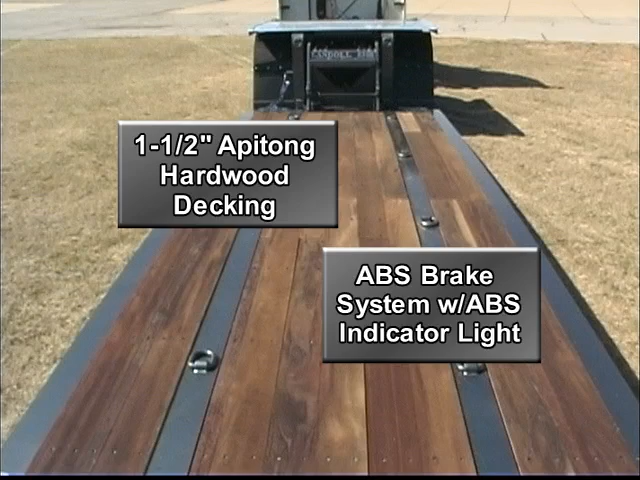 1-1/2" Apitong
Hardwood
Decking
ABS Brake
System w/ABS
Indicator Light